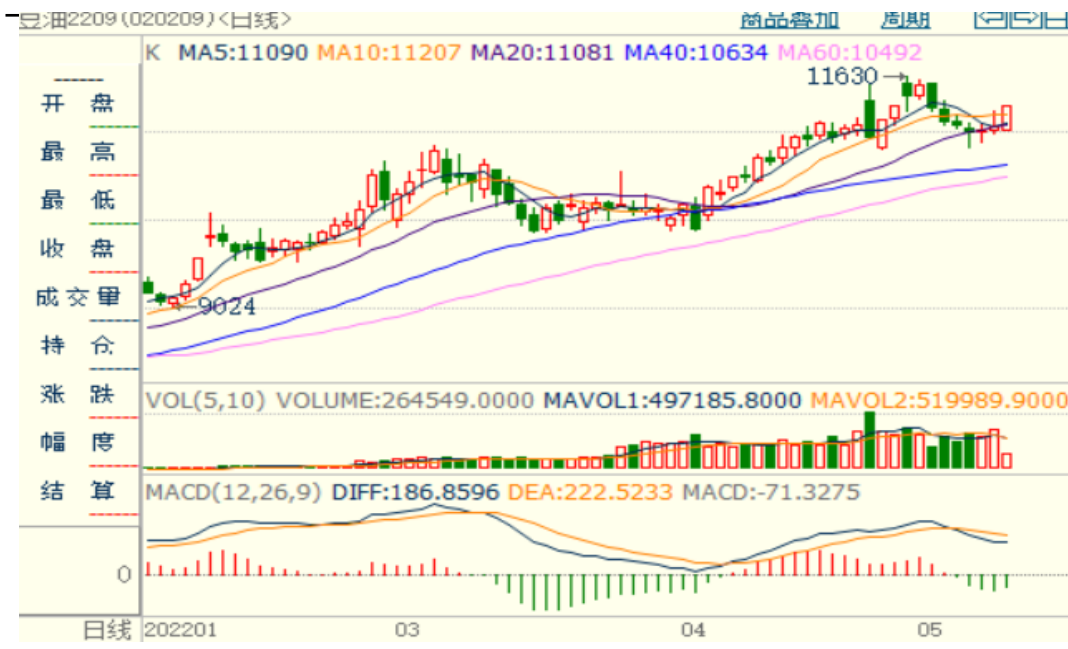 豆油2209(020209)<日线> 商品叠加 周期
K MA5:11090 MA10:11207 MA20:11081 MA40:10634 MA60:10492
11630
开盘
最高
最低
收盘
9024
成交量
持仓
涨跌
VOL(5,10) VOLUME:264549.0000 MAVOL1:497185.8000 MAVOL2:519989.9000
幅度
结算
MACD(12,26,9) DIFF:186.8596 DEA:222.5233 MACD:-71.3275
0
日线 202201 03 04 05